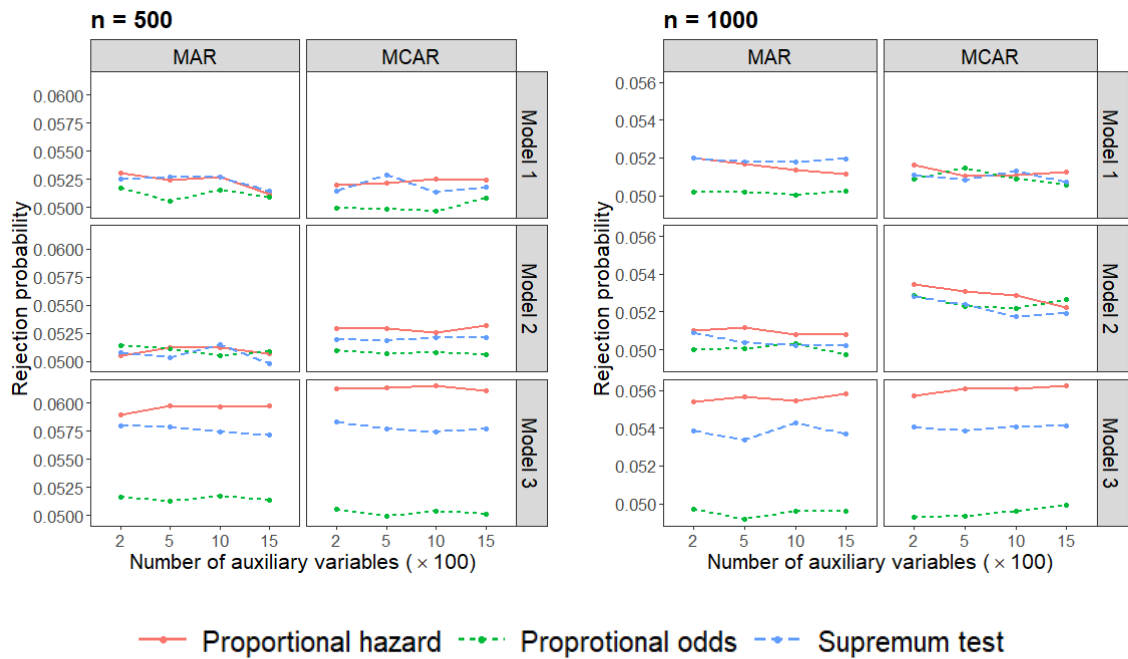 n = 500
MAR MCAR
Model 1
0.0600
0.0575
0.0550
0.0525
0.0500
Model 2
0.0600
0.0575
0.0550
0.0525
0.0500
Model 3
0.0600
0.0575
0.0550
0.0525
0.0500
Rejection probability
2 5 10 15 2 5 10 15
Number of auxiliary variables ( × 100)
n = 1000
MAR MCAR
Model 1
0.056
0.054
0.052
0.050
Model 2
0.056
0.054
0.052
0.050
Model 3
0.056
0.054
0.052
0.050
Rejection probability
2 5 10 15 2 5 10 15
Number of auxiliary variables ( × 100)
Proportional hazard Proprotional odds Supremum test